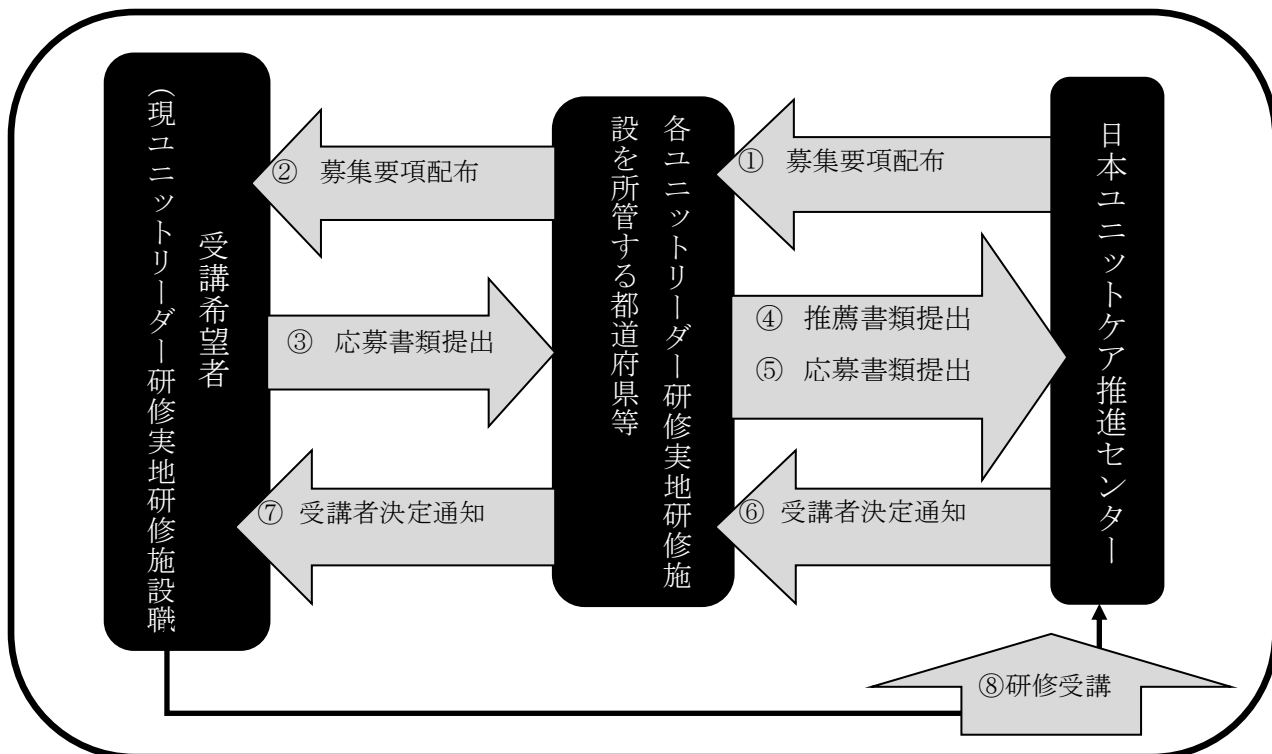 受講希望者
（現ユニットリーダー研修実地研修施設職
② 募集要項配布
③ 応募書類提出
⑦ 受講者決定通知
各ユニットリーダー研修実地研修施
設を所管する都道府県等
① 募集要項配布
④ 推薦書類提出
⑤ 応募書類提出
⑥ 受講者決定通知
日本ユニットケア推進センター
⑧研修受講